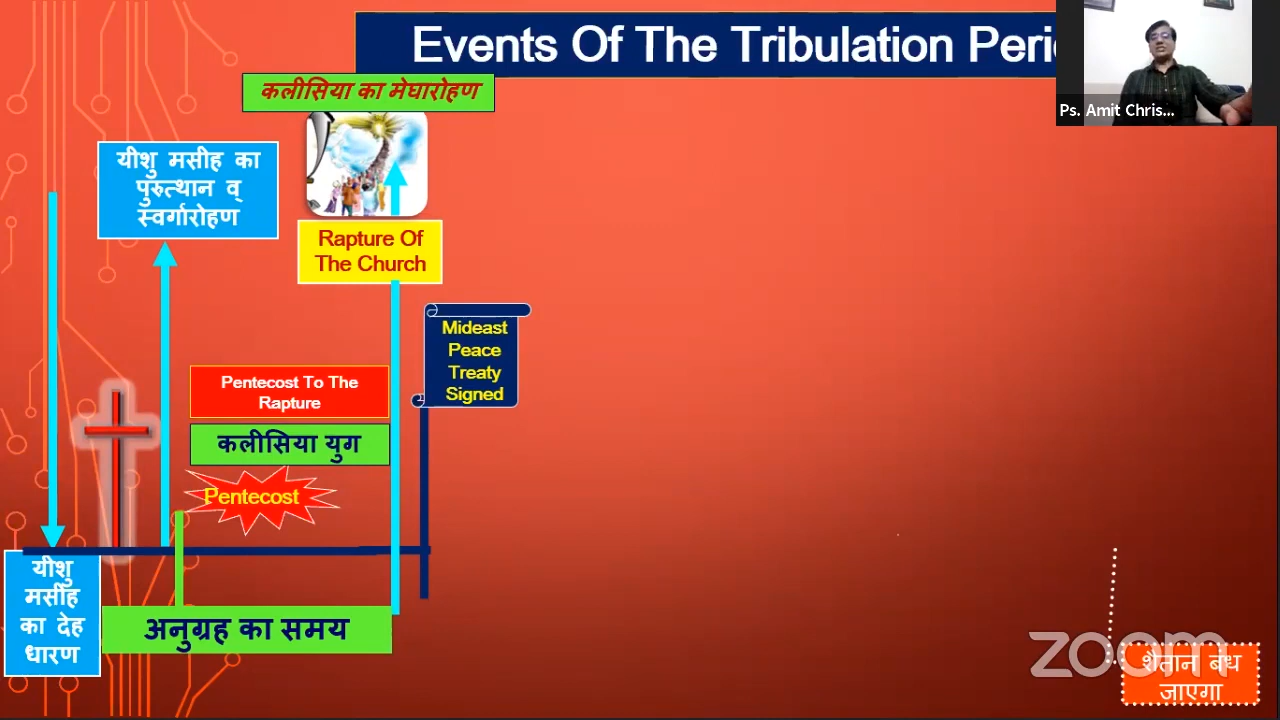 Events Of The Tribulation
Ps. Amit Chris...
कलीसिया का मेघारोहण
यीशु मसीह का
पुरुत्थान व्
स्वर्गारोहण
Rapture Of
The Church
Mideast
Peace
Treaty
Signed
Pentecost To The
Rapture
कलीसिया युग
Pentecost
यीशु
मसीह
का देह
धारण
अनुग्रह का समय
zoom
शैतान बंध
जाएगा